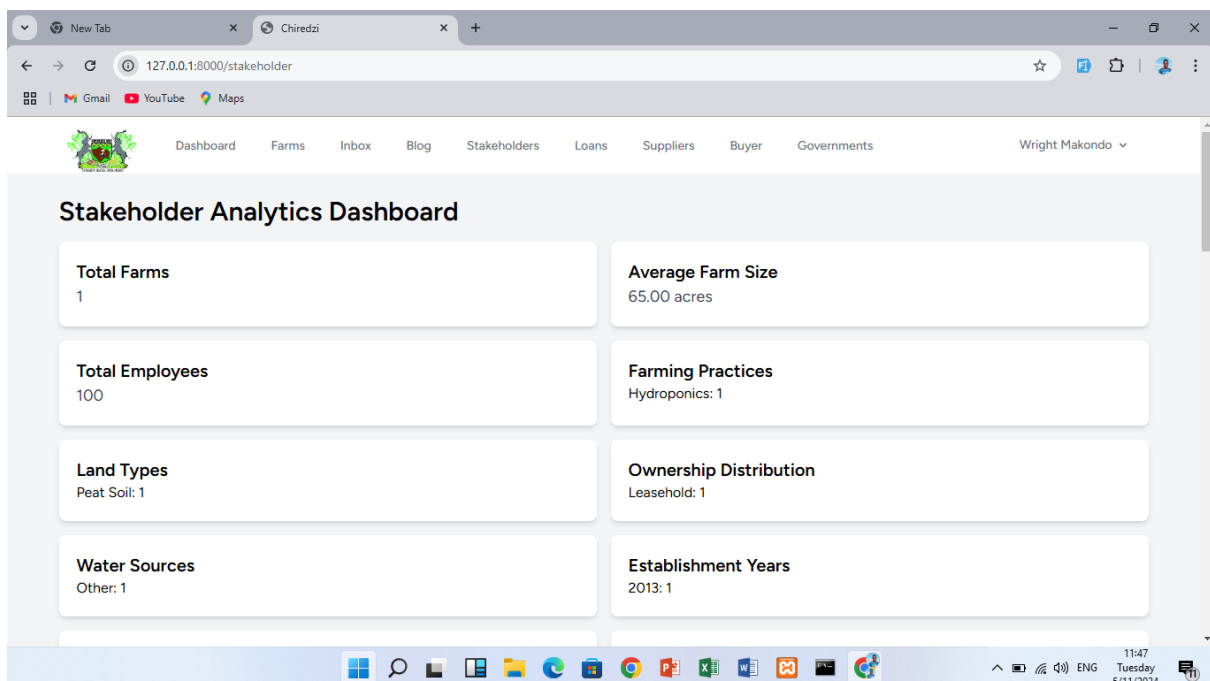 New Tab
Chiredzi
127.0.0.1:8000/stakeholder
Gmail YouTube Maps
Dashboard Farms Inbox Blog Stakeholders Loans Suppliers Buyer Governments Wright Makondo
Stakeholder Analytics Dashboard
Total Farms
1
Average Farm Size
65.00 acres
Total Employees
100
Farming Practices
Hydroponics: 1
Land Types
Peat Soil: 1
Ownership Distribution
Leasehold: 1
Water Sources
Other: 1
Establishment Years
2013: 1
ENG
11:47
Tuesday
5/11/2024